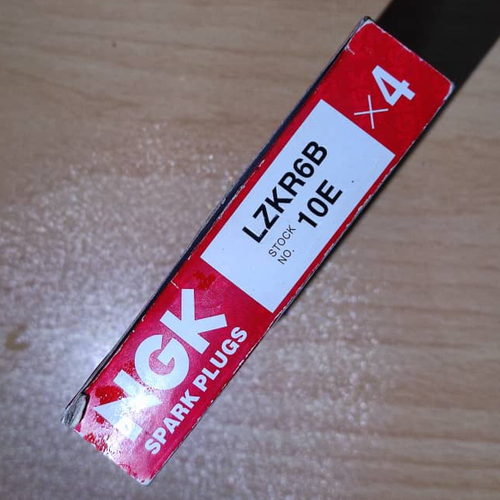 NGK
SPARK PLUGS
LZKR6B
STOCK NO. 10E
×4